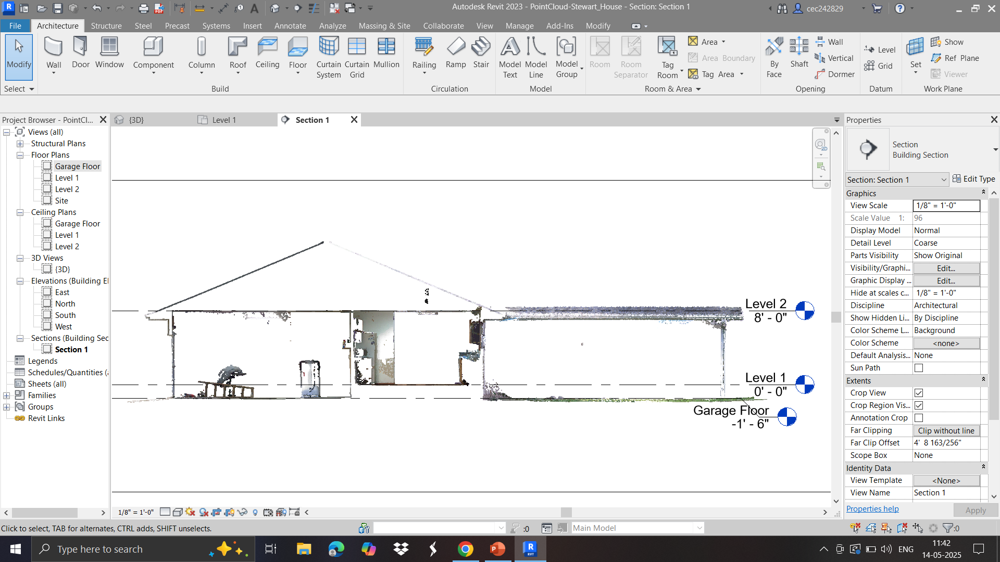 Autodesk Revit 2023 - PointCloud-Stewart_House - Section: Section 1
cec242829
File Architecture Structure Steel Precast Systems Insert Annotate Analyze Massing & Site Collaborate View Manage Add-Ins Modify
Modify
Wall
Door
Window
Component
Column
Roof
Ceiling
Floor
Curtain System
Curtain Grid
Mullion
Railing
Ramp
Stair
Model Text
Model Line
Model Group
Room
Room Separator
Tag Room
Area
Area Boundary
Tag Area
By Face
Shaft
Wall
Vertical
Dormer
Level
Grid
Set
Show
Ref Plane
Viewer
Select Build Circulation Model Room & Area Opening Datum Work Plane
Project Browser - PointCl...
Views (all)
Structural Plans
Floor Plans
Garage Floor
Level 1
Level 2
Site
Ceiling Plans
Garage Floor
Level 1
Level 2
3D Views
{3D}
Elevations (Building El
East
North
South
West
Sections (Building Sec
Section 1
Legends
Schedules/Quantities (a
Sheets (all)
Families
Groups
Revit Links
{3D} Level 1 Section 1
2D
Level 2
8' - 0"
Level 1
0' - 0"
Garage Floor
-1' - 6"
Properties
Section
Building Section
Section: Section 1 Edit Type
Graphics
View Scale 1/8" = 1'-0"
Scale Value 1: 96
Display Model Normal
Detail Level Coarse
Parts Visibility Show Original
Visibility/Graphi... Edit...
Graphic Display ... Edit...
Hide at scales c... 1/8" = 1'-0"
Discipline Architectural
Show Hidden Li... By Discipline
Color Scheme L... Background
Color Scheme <none>
Default Analysis... None
Sun Path
Extents
Crop View
Crop Region Vis...
Annotation Crop
Far Clipping Clip without line
Far Clip Offset 4' 8 163/256"
Scope Box None
Identity Data
View Template <None>
View Name Section 1
Properties help Apply
1/8" = 1'-0"
Click to select, TAB for alternates, CTRL adds, SHIFT unselects.
:0
Main Model
:0
Type here to search
ENG
11:42
14-05-2025